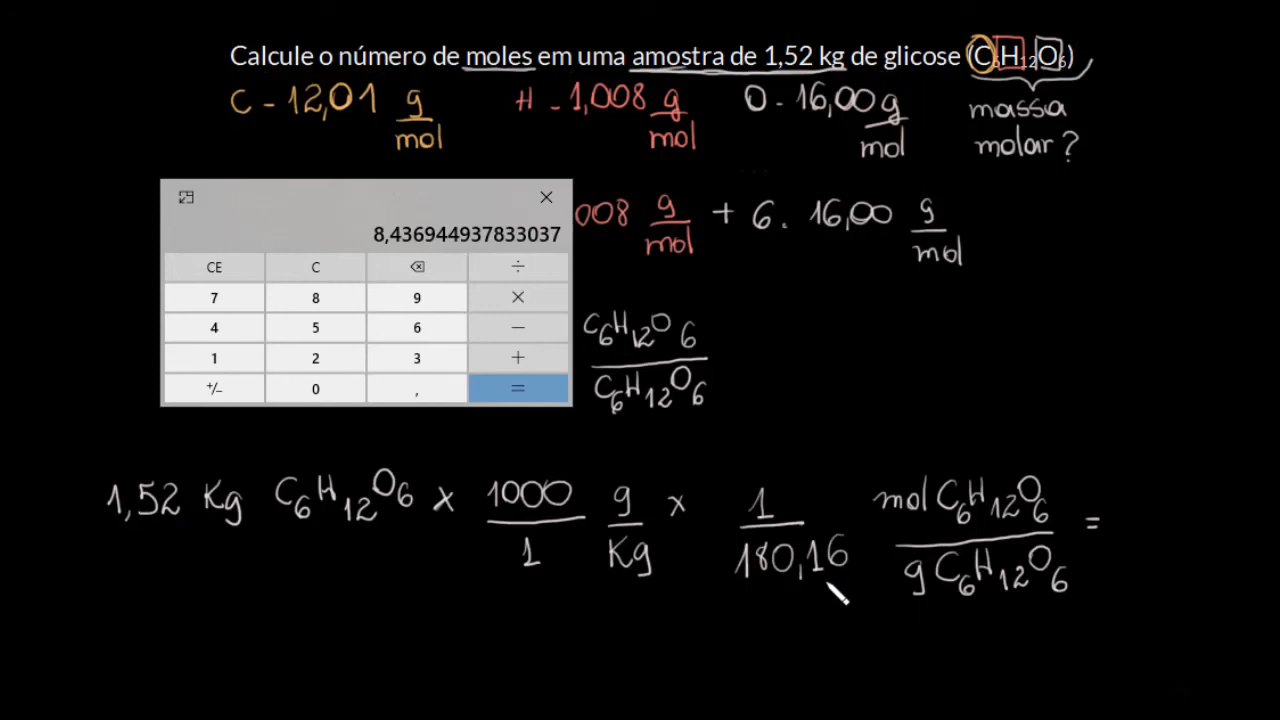 Calcule o número de moles em uma amostra de 1,52 kg de glicose (C₆H₁₂O₆)
C - 12,01 g/mol H - 1,008 g/mol O - 16,00 g/mol massa molar?
008 g/mol + 6 . 16,00 g/mol
8,436944937833037
CE C ⌫ ÷
7 8 9 ×
4 5 6 −
1 2 3 +
+/− 0 , =
C₆H₁₂O₆
C₆H₁₂O₆
1,52 Kg C₆H₁₂O₆ × 1000/1 g/Kg × 1/180,16 mol C₆H₁₂O₆/g C₆H₁₂O₆ =